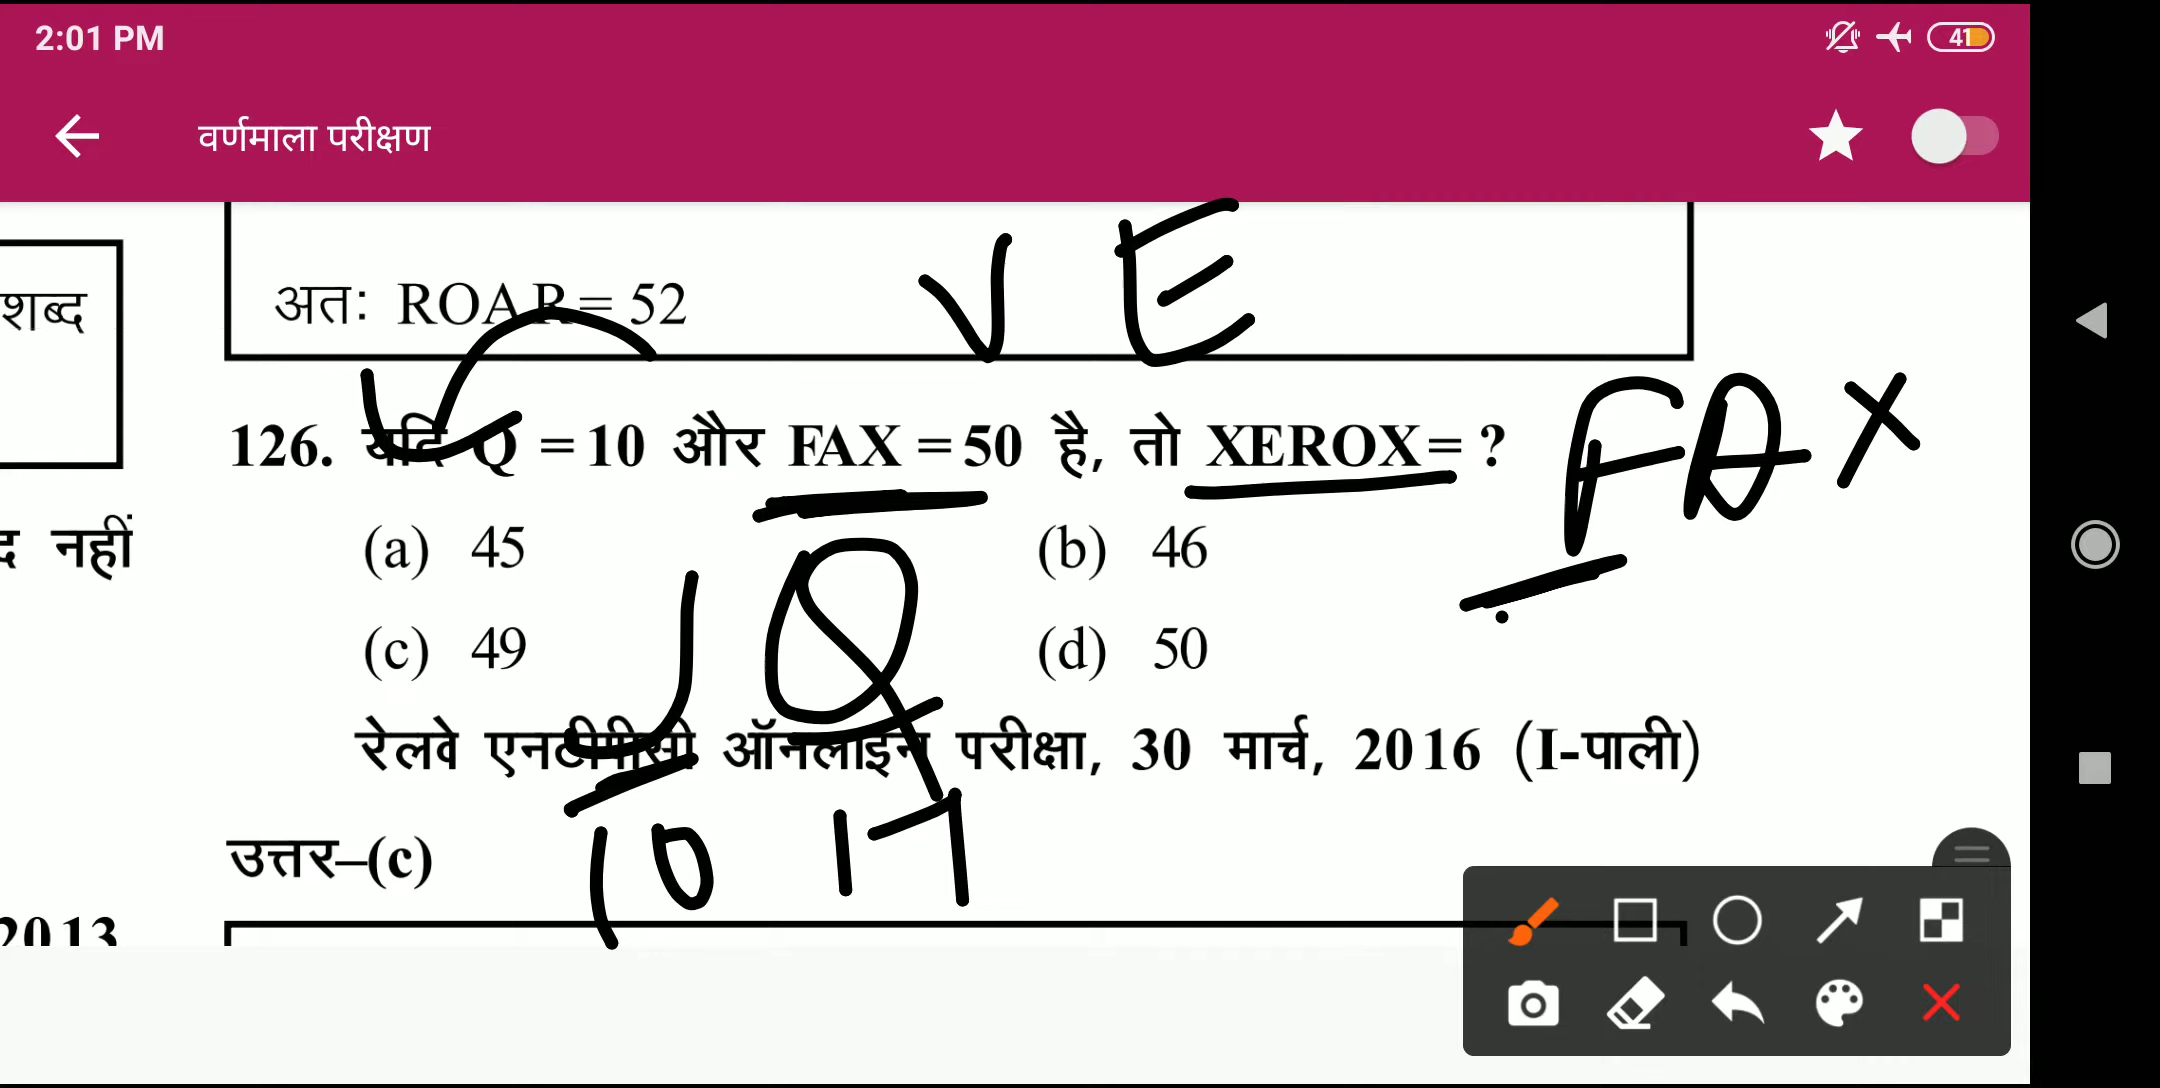 2:01 PM
41
वर्णमाला परीक्षण
V E
शब्द
अतः ROAR = 52
126. यदि Q = 10 और FAX = 50 है, तो XEROX = ?
FAX
द नहीं
(a) 45
(b) 46
(c) 49
(d) 50
J Q
रेलवे एनटीपीसी ऑनलाइन परीक्षा, 30 मार्च, 2016 (I-पाली)
10 17
उत्तर–(c)
2013